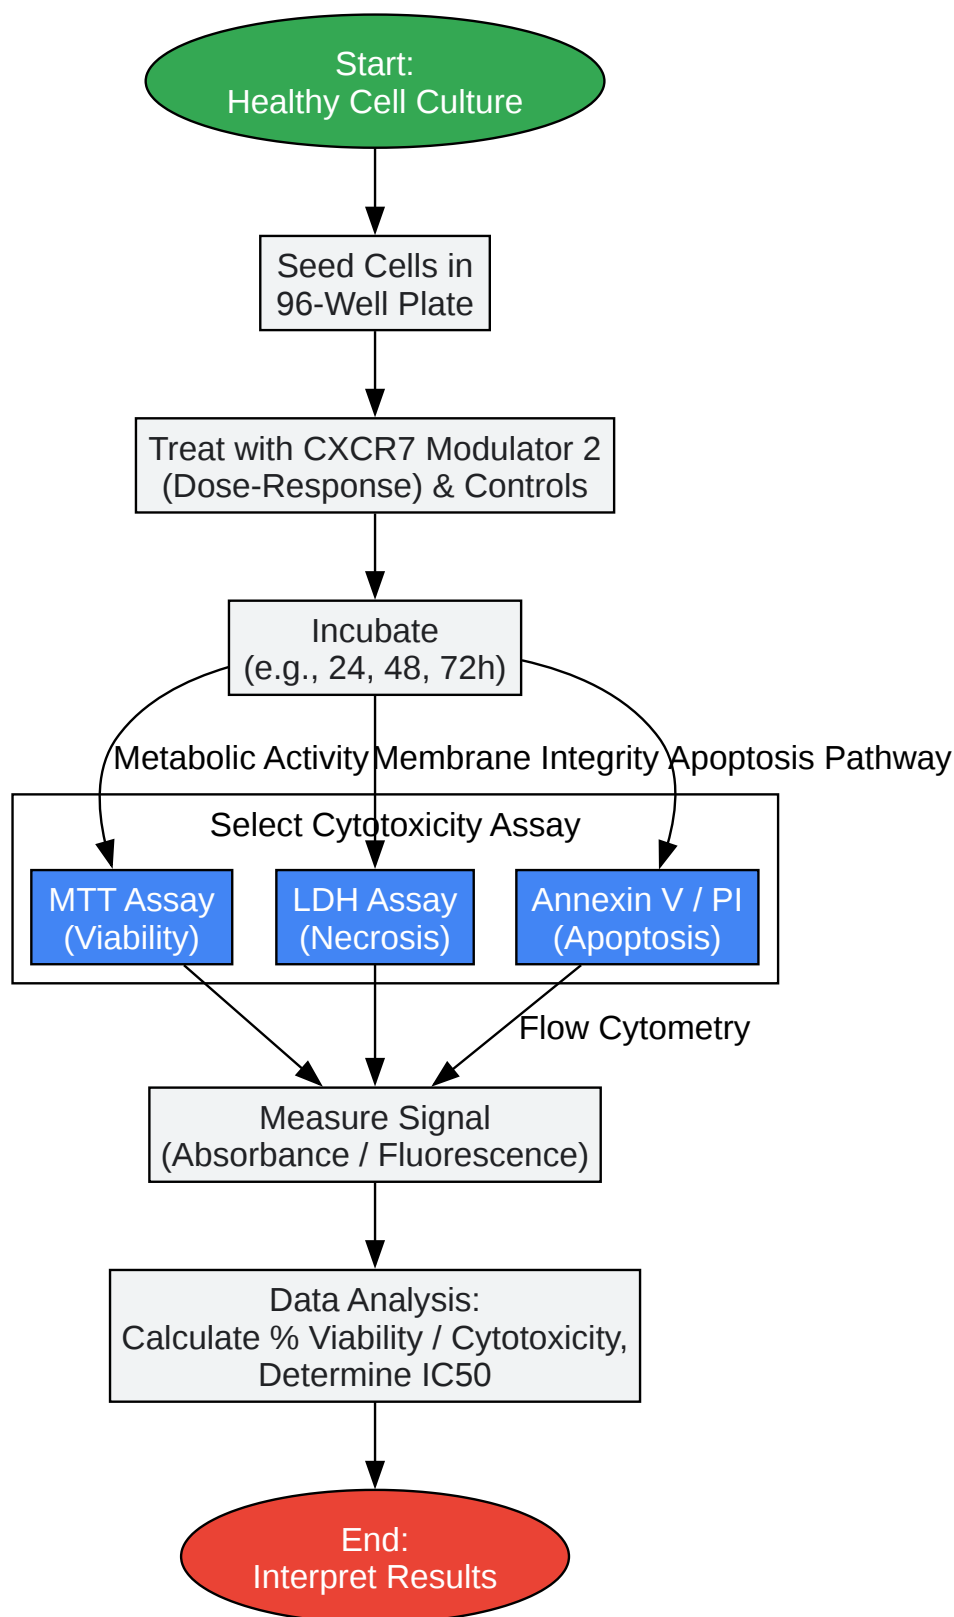 Start:
Healthy Cell Culture
Seed Cells in
96-Well Plate
Treat with CXCR7 Modulator 2
(Dose-Response) & Controls
Incubate
(e.g., 24, 48, 72h)
Metabolic Activity
Membrane Integrity
Apoptosis Pathway
Select Cytotoxicity Assay
MTT Assay
(Viability)
LDH Assay
(Necrosis)
Annexin V / PI
(Apoptosis)
Flow Cytometry
Measure Signal
(Absorbance / Fluorescence)
Data Analysis:
Calculate % Viability / Cytotoxicity,
Determine IC50
End:
Interpret Results